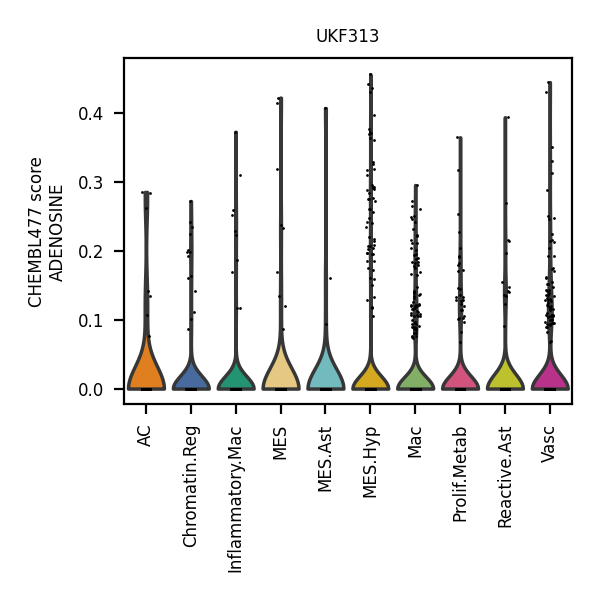 UKF313
CHEMBL477 score
ADENOSINE
0.4
0.3
0.2
0.1
0.0
AC
Chromatin.Reg
Inflammatory.Mac
MES
MES.Ast
MES.Hyp
Mac
Prolif.Metab
Reactive.Ast
Vasc